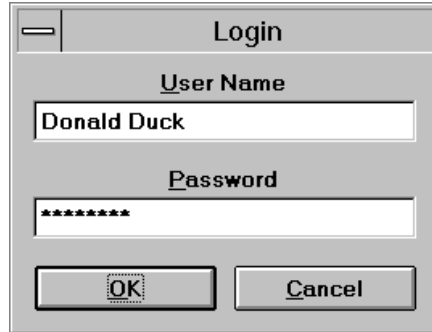 Login
User Name
Donald Duck
Password
********
OK
Cancel